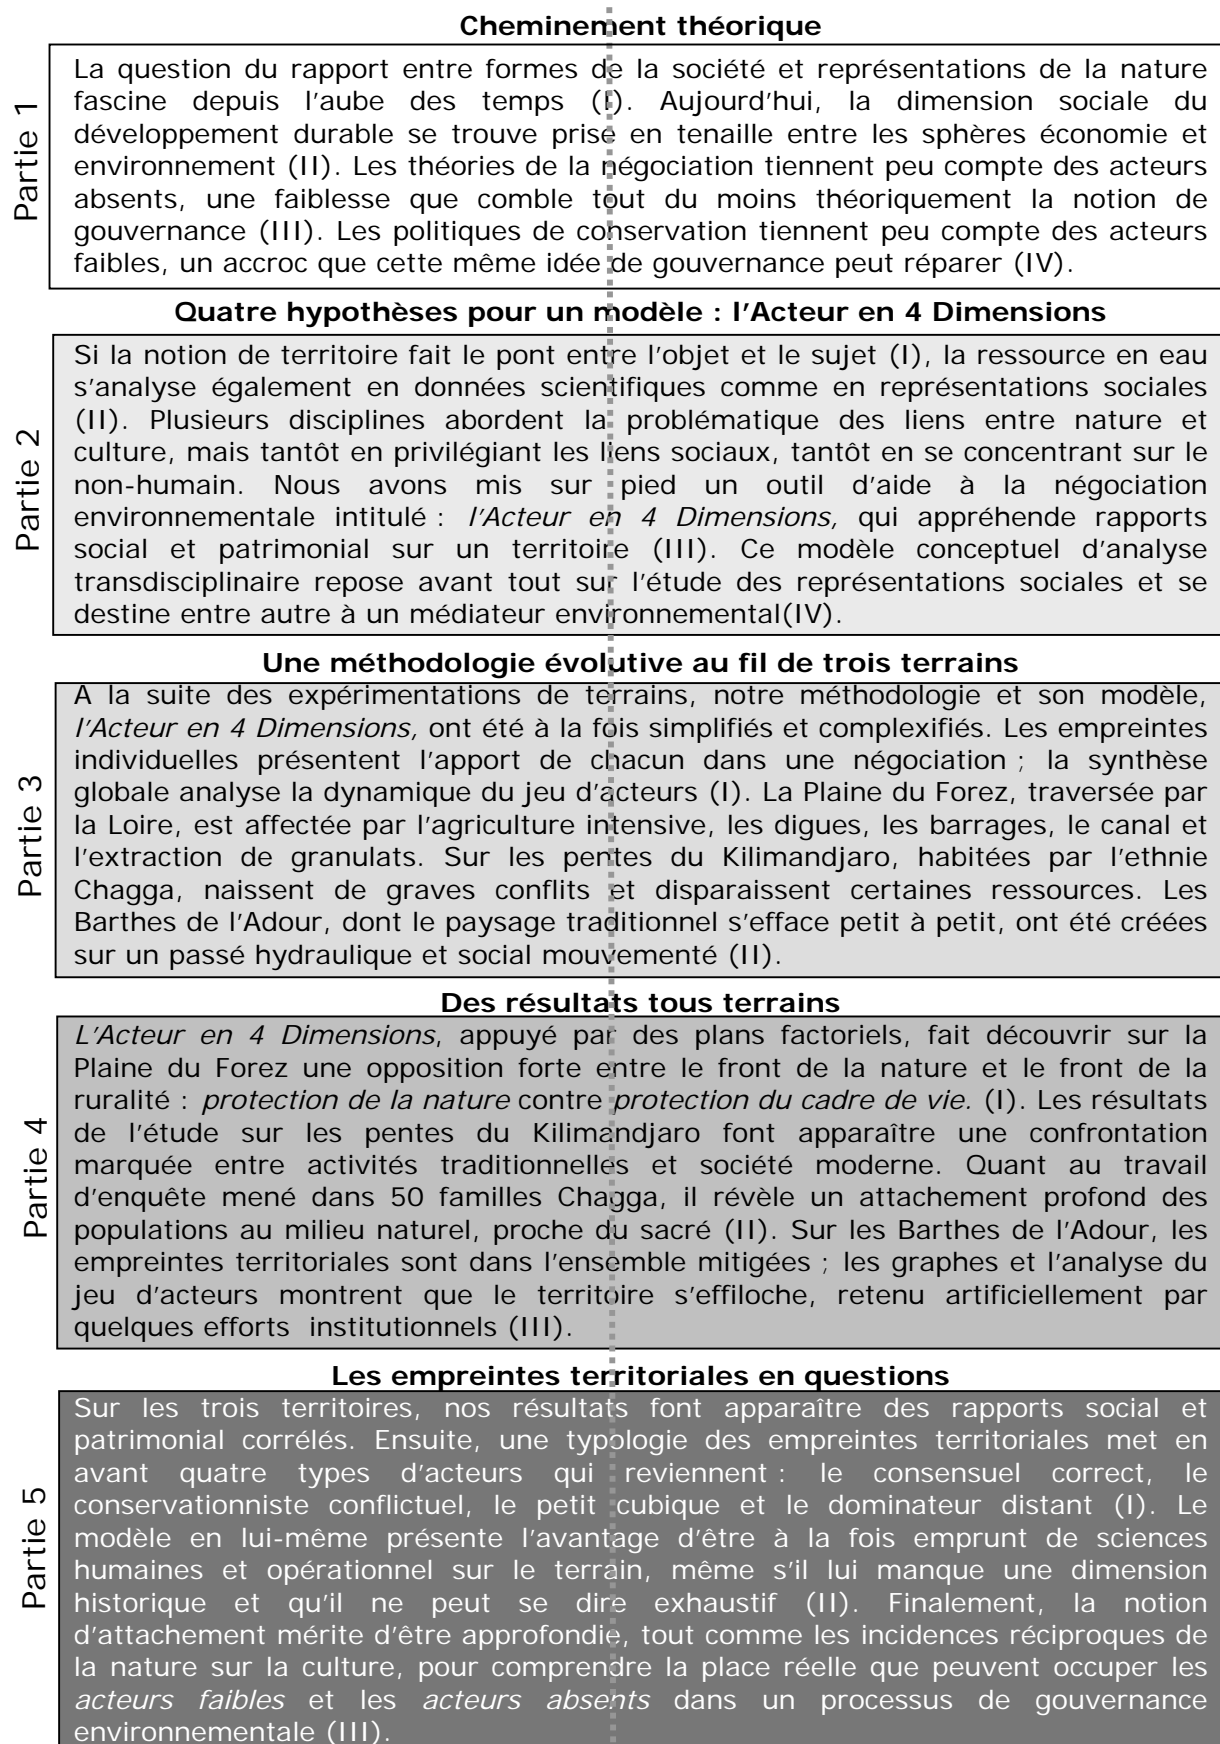 Cheminement théorique
Partie 1
La question du rapport entre formes de la société et représentations de la nature
fascine depuis l'aube des temps (I). Aujourd'hui, la dimension sociale du
développement durable se trouve prise en tenaille entre les sphères économie et
environnement (II). Les théories de la négociation tiennent peu compte des acteurs
absents, une faiblesse que comble tout du moins théoriquement la notion de
gouvernance (III). Les politiques de conservation tiennent peu compte des acteurs
faibles, un accroc que cette même idée de gouvernance peut réparer (IV).
Quatre hypothèses pour un modèle : l'Acteur en 4 Dimensions
Partie 2
Si la notion de territoire fait le pont entre l'objet et le sujet (I), la ressource en eau
s'analyse également en données scientifiques comme en représentations sociales
(II). Plusieurs disciplines abordent la problématique des liens entre nature et
culture, mais tantôt en privilégiant les liens sociaux, tantôt en se concentrant sur le
non-humain. Nous avons mis sur pied un outil d'aide à la négociation
environnementale intitulé : l'Acteur en 4 Dimensions, qui appréhende rapports
social et patrimonial sur un territoire (III). Ce modèle conceptuel d'analyse
transdisciplinaire repose avant tout sur l'étude des représentations sociales et se
destine entre autre à un médiateur environnemental(IV).
Une méthodologie évolutive au fil de trois terrains
Partie 3
A la suite des expérimentations de terrains, notre méthodologie et son modèle,
l'Acteur en 4 Dimensions, ont été à la fois simplifiés et complexifiés. Les empreintes
individuelles présentent l'apport de chacun dans une négociation ; la synthèse
globale analyse la dynamique du jeu d'acteurs (I). La Plaine du Forez, traversée par
la Loire, est affectée par l'agriculture intensive, les digues, les barrages, le canal et
l'extraction de granulats. Sur les pentes du Kilimandjaro, habitées par l'ethnie
Chagga, naissent de graves conflits et disparaissent certaines ressources. Les
Barthes de l'Adour, dont le paysage traditionnel s'efface petit à petit, ont été créées
sur un passé hydraulique et social mouvementé (II).
Des résultats tous terrains
Partie 4
L'Acteur en 4 Dimensions, appuyé par des plans factoriels, fait découvrir sur la
Plaine du Forez une opposition forte entre le front de la nature et le front de la
ruralité : protection de la nature contre protection du cadre de vie. (I). Les résultats
de l'étude sur les pentes du Kilimandjaro font apparaître une confrontation
marquée entre activités traditionnelles et société moderne. Quant au travail
d'enquête mené dans 50 familles Chagga, il révèle un attachement profond des
populations au milieu naturel, proche du sacré (II). Sur les Barthes de l'Adour, les
empreintes territoriales sont dans l'ensemble mitigées ; les graphes et l'analyse du
jeu d'acteurs montrent que le territoire s'effiloche, retenu artificiellement par
quelques efforts institutionnels (III).
Les empreintes territoriales en questions
Partie 5
Sur les trois territoires, nos résultats font apparaître des rapports social et
patrimonial corrélés. Ensuite, une typologie des empreintes territoriales met en
avant quatre types d'acteurs qui reviennent : le consensuel correct, le
conservationniste conflictuel, le petit cubique et le dominateur distant (I). Le
modèle en lui-même présente l'avantage d'être à la fois emprunt de sciences
humaines et opérationnel sur le terrain, même s'il lui manque une dimension
historique et qu'il ne peut se dire exhaustif (II). Finalement, la notion
d'attachement mérite d'être approfondie, tout comme les incidences réciproques de
la nature sur la culture, pour comprendre la place réelle que peuvent occuper les
acteurs faibles et les acteurs absents dans un processus de gouvernance
environnementale (III).